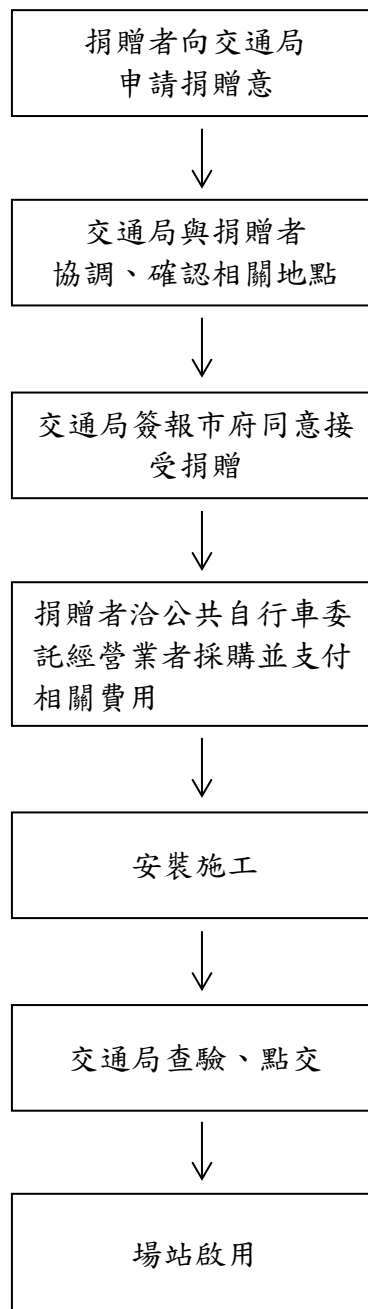 捐贈者向交通局
申請捐贈意
交通局與捐贈者
協調、確認相關地點
交通局簽報市府同意接
受捐贈
捐贈者洽公共自行車委
託經營業者採購並支付
相關費用
安裝施工
交通局查驗、點交
場站啟用